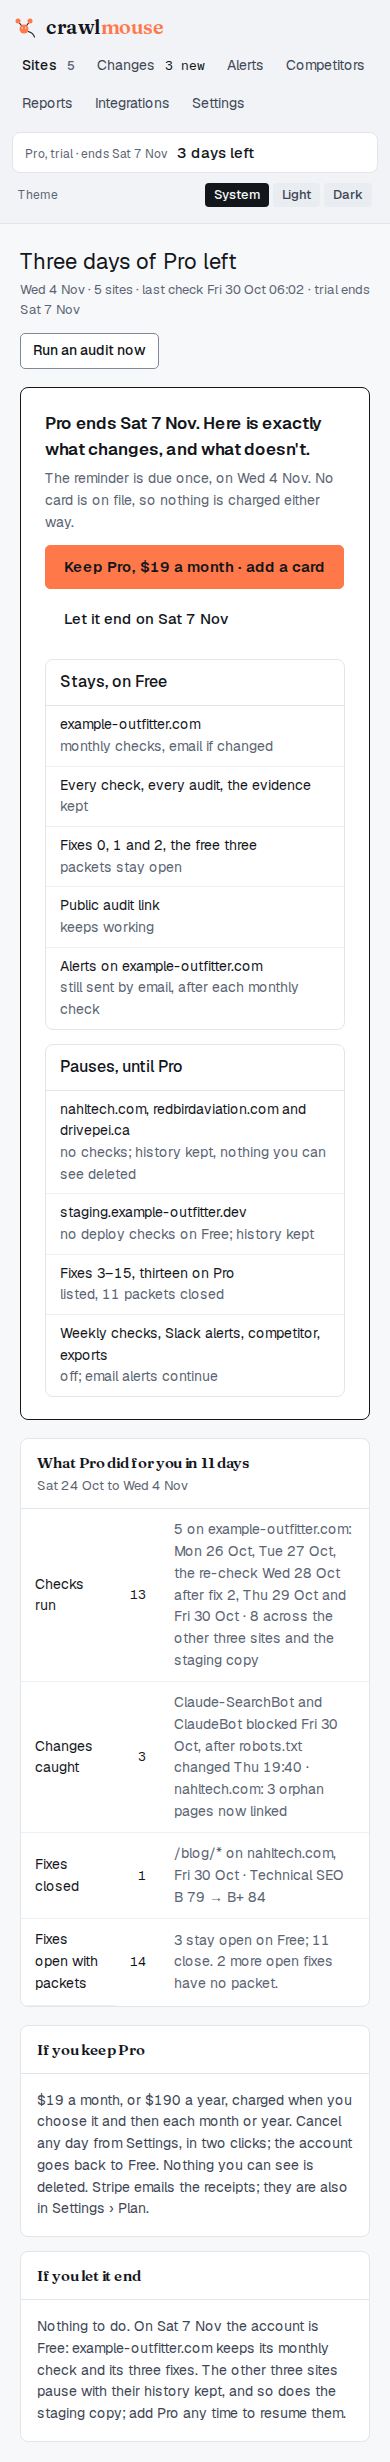 crawlmouse
Sites 5 Changes 3 new Alerts Competitors
Reports Integrations Settings
Pro, trial · ends Sat 7 Nov 3 days left
Theme System Light Dark
Three days of Pro left
Wed 4 Nov · 5 sites · last check Fri 30 Oct 06:02 · trial ends
Sat 7 Nov
Run an audit now
Pro ends Sat 7 Nov. Here is exactly
what changes, and what doesn't.
The reminder is due once, on Wed 4 Nov. No
card is on file, so nothing is charged either
way.
Keep Pro, $19 a month · add a card
Let it end on Sat 7 Nov
Stays, on Free
example-outfitter.com
monthly checks, email if changed
Every check, every audit, the evidence
kept
Fixes 0, 1 and 2, the free three
packets stay open
Public audit link
keeps working
Alerts on example-outfitter.com
still sent by email, after each monthly
check
Pauses, until Pro
nahltech.com, redbirdaviation.com and
drivepei.ca
no checks; history kept, nothing you can
see deleted
staging.example-outfitter.dev
no deploy checks on Free; history kept
Fixes 3–15, thirteen on Pro
listed, 11 packets closed
Weekly checks, Slack alerts, competitor,
exports
off; email alerts continue
What Pro did for you in 11 days
Sat 24 Oct to Wed 4 Nov
Checks
run
13
5 on example-outfitter.com:
Mon 26 Oct, Tue 27 Oct,
the re-check Wed 28 Oct
after fix 2, Thu 29 Oct and
Fri 30 Oct · 8 across the
other three sites and the
staging copy
Changes
caught
3
Claude-SearchBot and
ClaudeBot blocked Fri 30
Oct, after robots.txt
changed Thu 19:40 ·
nahltech.com: 3 orphan
pages now linked
Fixes
closed
1
/blog/* on nahltech.com,
Fri 30 Oct · Technical SEO
B 79 → B+ 84
Fixes
open with
packets
14
3 stay open on Free; 11
close. 2 more open fixes
have no packet.
If you keep Pro
$19 a month, or $190 a year, charged when you
choose it and then each month or year. Cancel
any day from Settings, in two clicks; the account
goes back to Free. Nothing you can see is
deleted. Stripe emails the receipts; they are also
in Settings › Plan.
If you let it end
Nothing to do. On Sat 7 Nov the account is
Free: example-outfitter.com keeps its monthly
check and its three fixes. The other three sites
pause with their history kept, and so does the
staging copy; add Pro any time to resume them.